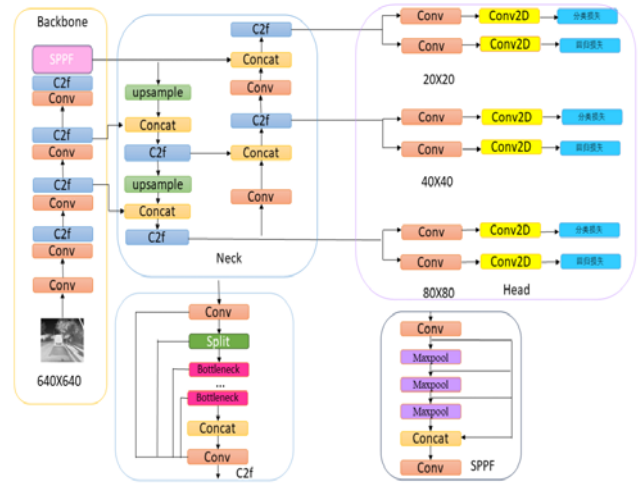 Backbone
SPPF
C2f
Conv
C2f
Conv
C2f
Conv
C2f
Conv
Conv
640X640
upsample
Concat
C2f
upsample
Concat
C2f
C2f
Concat
Conv
C2f
Concat
Conv
Neck
Conv
Conv2D
分类损失
Conv
Conv2D
回归损失
20X20
Conv
Conv2D
分类损失
Conv
Conv2D
回归损失
40X40
Conv
Conv2D
分类损失
Conv
Conv2D
回归损失
80X80
Head
Conv
Split
Bottleneck
...
Bottleneck
Concat
Conv
C2f
Conv
Maxpool
Maxpool
Maxpool
Concat
Conv
SPPF